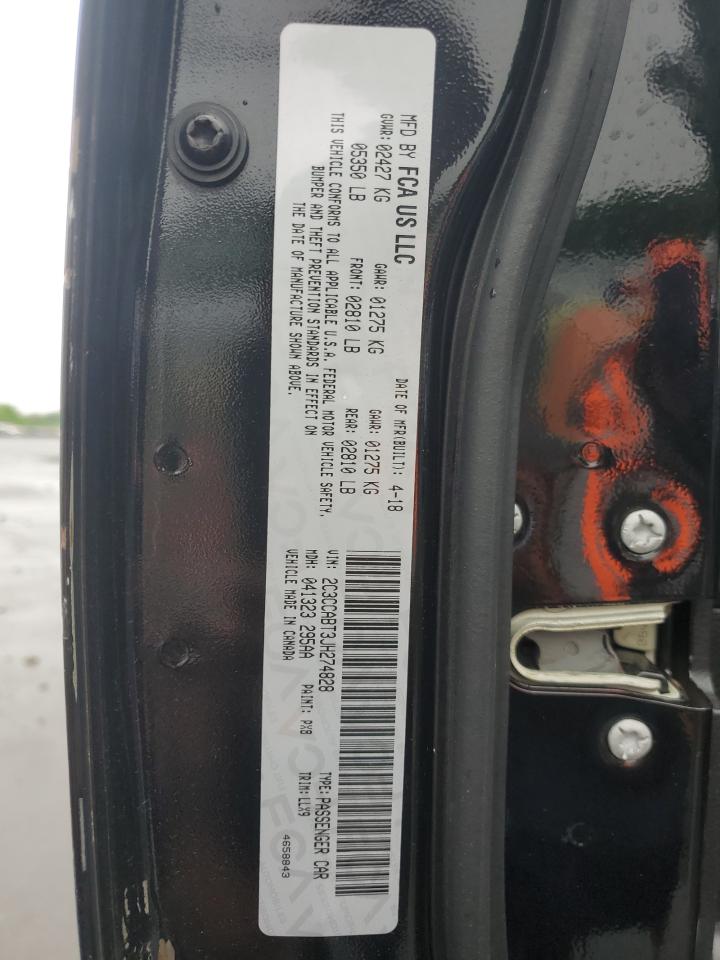 MFD BY FCA US LLC DATE OF MFR(BUILT): 4-18
GVWR: 02427 KG GAWR: 01275 KG GAWR: 01275 KG
05350 LB FRONT: 02810 LB REAR: 02810 LB
THIS VEHICLE CONFORMS TO ALL APPLICABLE U.S.A. FEDERAL MOTOR VEHICLE SAFETY,
BUMPER AND THEFT PREVENTION STANDARDS IN EFFECT ON
THE DATE OF MANUFACTURE SHOWN ABOVE.
VIN: 2C3CCABT3JH274828 TYPE: PASSENGER CAR
MDH: 041323 295AA PAINT: PX8 TRIM: LLX9
VEHICLE MADE IN CANADA 4658843